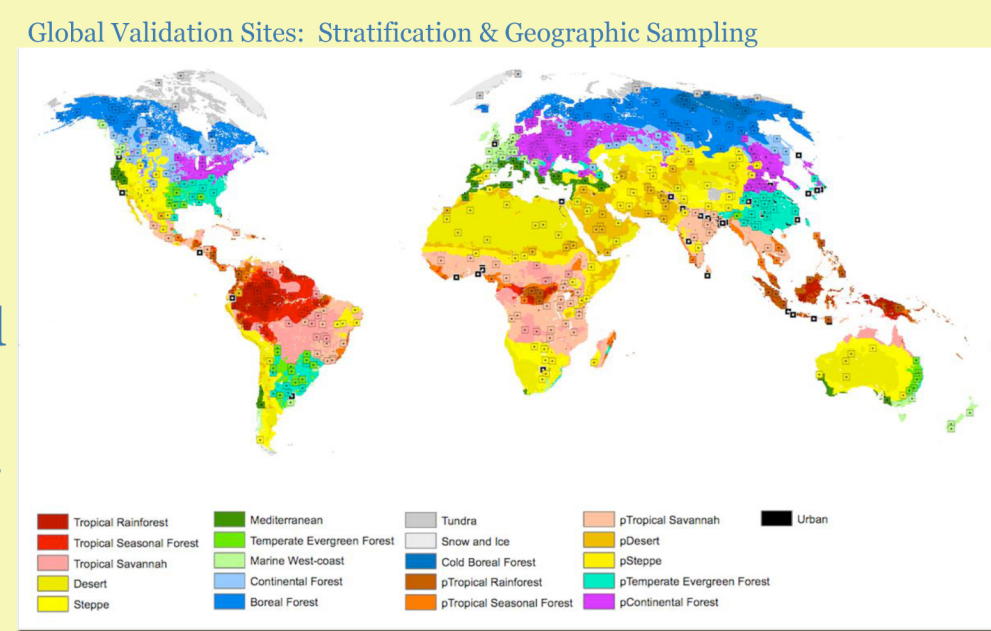 Global Validation Sites: Stratification & Geographic Sampling
Tropical Rainforest
Tropical Seasonal Forest
Tropical Savannah
Desert
Steppe
Mediterranean
Temperate Evergreen Forest
Marine West-coast
Continental Forest
Boreal Forest
Tundra
Snow and Ice
Cold Boreal Forest
pTropical Rainforest
pTropical Seasonal Forest
pTropical Savannah
pDesert
pSteppe
pTemperate Evergreen Forest
pContinental Forest
Urban